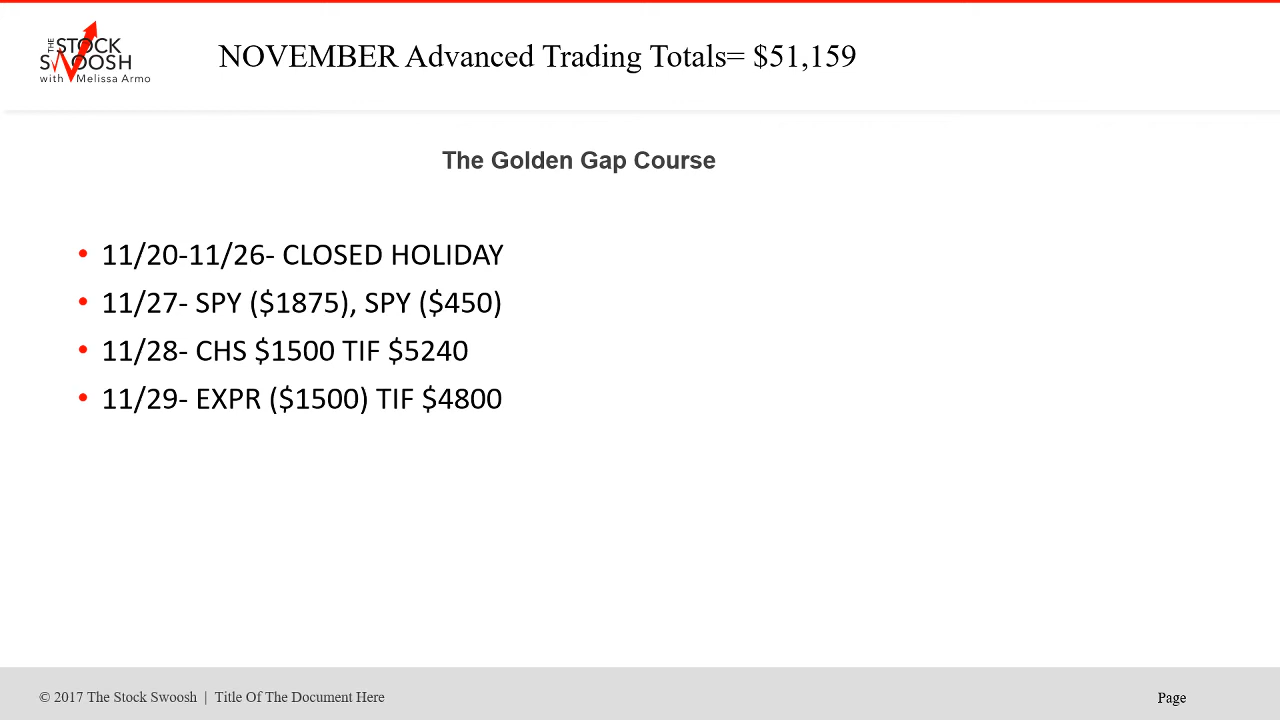 THE STOCK
SWOOSH
with Melissa Armo
NOVEMBER Advanced Trading Totals= $51,159
The Golden Gap Course
• 11/20-11/26- CLOSED HOLIDAY
• 11/27- SPY ($1875), SPY ($450)
• 11/28- CHS $1500 TIF $5240
• 11/29- EXPR ($1500) TIF $4800
© 2017 The Stock Swoosh | Title Of The Document Here
Page